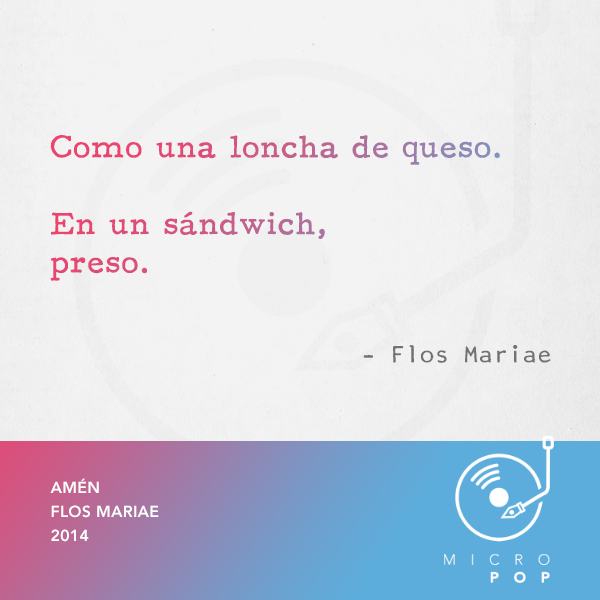 Como una loncha de queso.
En un sándwich,
preso.
– Flos Mariae
AMÉN
FLOS MARIAE
2014
MICRO
POP